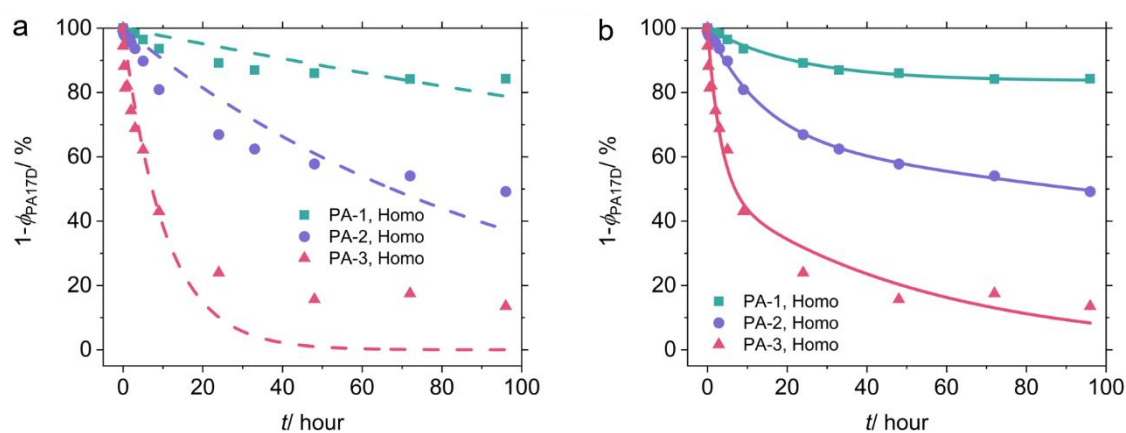 a
100
80
60
40
20
0
1-ϕPA17D/ %
PA-1, Homo
PA-2, Homo
PA-3, Homo
0 20 40 60 80 100
t/ hour
b
100
80
60
40
20
0
1-ϕPA17D/ %
PA-1, Homo
PA-2, Homo
PA-3, Homo
0 20 40 60 80 100
t/ hour